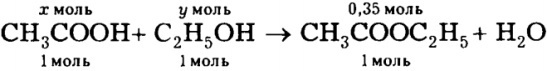 x моль y моль 0,35 моль
CH₃COOH + C₂H₅OH → CH₃COOC₂H₅ + H₂O
1 моль 1 моль 1 моль